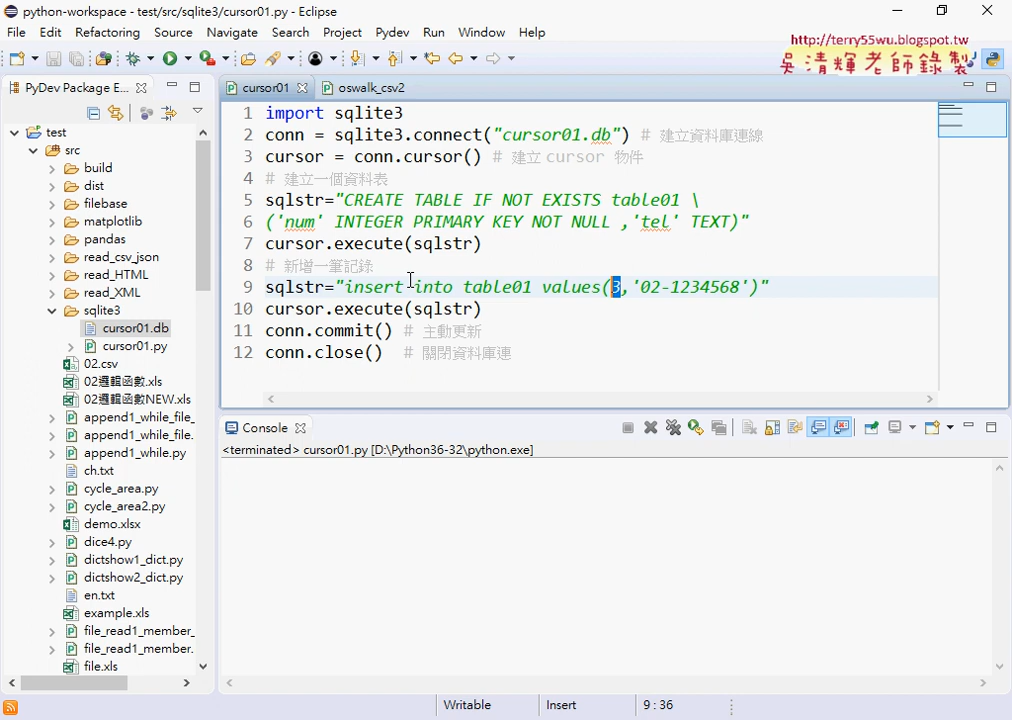 python-workspace - test/src/sqlite3/cursor01.py - Eclipse
File Edit Refactoring Source Navigate Search Project Pydev Run Window Help
http://terry55wu.blogspot.tw
吳清輝老師錄製
PyDev Package E...
cursor01
oswalk_csv2
test
src
build
dist
filebase
matplotlib
pandas
read_csv_json
read_HTML
read_XML
sqlite3
cursor01.db
cursor01.py
02.csv
02邏輯函數.xls
02邏輯函數NEW.xls
append1_while_file_
append1_while_file.
append1_while.py
ch.txt
cycle_area.py
cycle_area2.py
demo.xlsx
dice4.py
dictshow1_dict.py
dictshow2_dict.py
en.txt
example.xls
file_read1_member_
file_read1_member.
file.xls
1 import sqlite3
2 conn = sqlite3.connect("cursor01.db") # 建立資料庫連線
3 cursor = conn.cursor() # 建立 cursor 物件
4 # 建立一個資料表
5 sqlstr="CREATE TABLE IF NOT EXISTS table01 \
6 ('num' INTEGER PRIMARY KEY NOT NULL ,'tel' TEXT)"
7 cursor.execute(sqlstr)
8 # 新增一筆記錄
9 sqlstr="insert into table01 values(3,'02-1234568')"
10 cursor.execute(sqlstr)
11 conn.commit() # 主動更新
12 conn.close() # 關閉資料庫連
Console
<terminated> cursor01.py [D:\Python36-32\python.exe]
Writable Insert 9 : 36